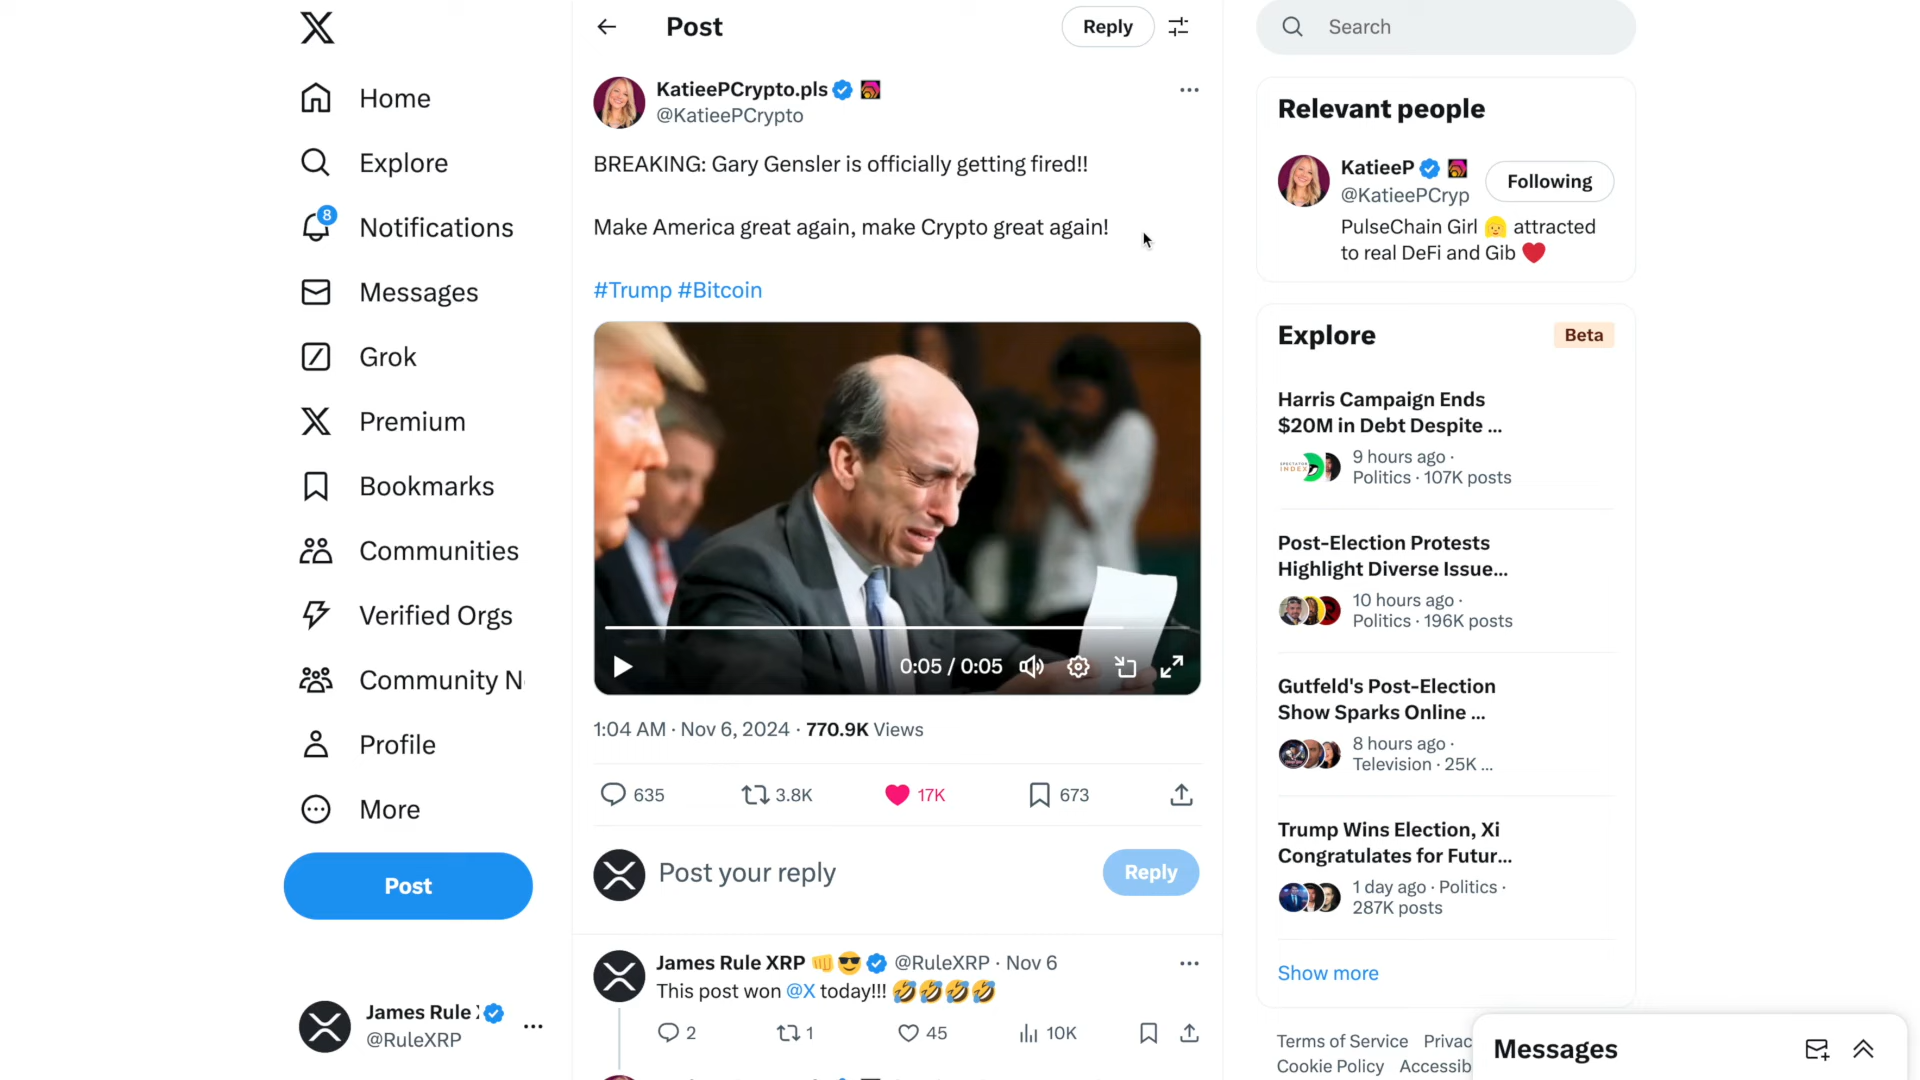 Home
Explore
8
Notifications
Messages
Grok
Premium
Bookmarks
Communities
Verified Orgs
Community N
Profile
More
Post
James Rule
@RuleXRP
Post
Reply
KatieePCrypto.pls
@KatieePCrypto
BREAKING: Gary Gensler is officially getting fired!!
Make America great again, make Crypto great again!
#Trump #Bitcoin
0:05 / 0:05
1:04 AM · Nov 6, 2024 · 770.9K Views
635
3.8K
17K
673
Post your reply
Reply
James Rule XRP 👊😎 @RuleXRP · Nov 6
This post won @X today!!! 🤣🤣🤣🤣
2
1
45
10K
Search
Relevant people
KatieeP
@KatieePCryp
Following
PulseChain Girl 👱‍♀️ attracted
to real DeFi and Gib ❤️
Explore
Beta
Harris Campaign Ends
$20M in Debt Despite ...
9 hours ago ·
Politics · 107K posts
Post-Election Protests
Highlight Diverse Issue...
10 hours ago ·
Politics · 196K posts
Gutfeld's Post-Election
Show Sparks Online ...
8 hours ago ·
Television · 25K ...
Trump Wins Election, Xi
Congratulates for Futur...
1 day ago · Politics ·
287K posts
Show more
Terms of Service Privac
Cookie Policy Accessib
Messages